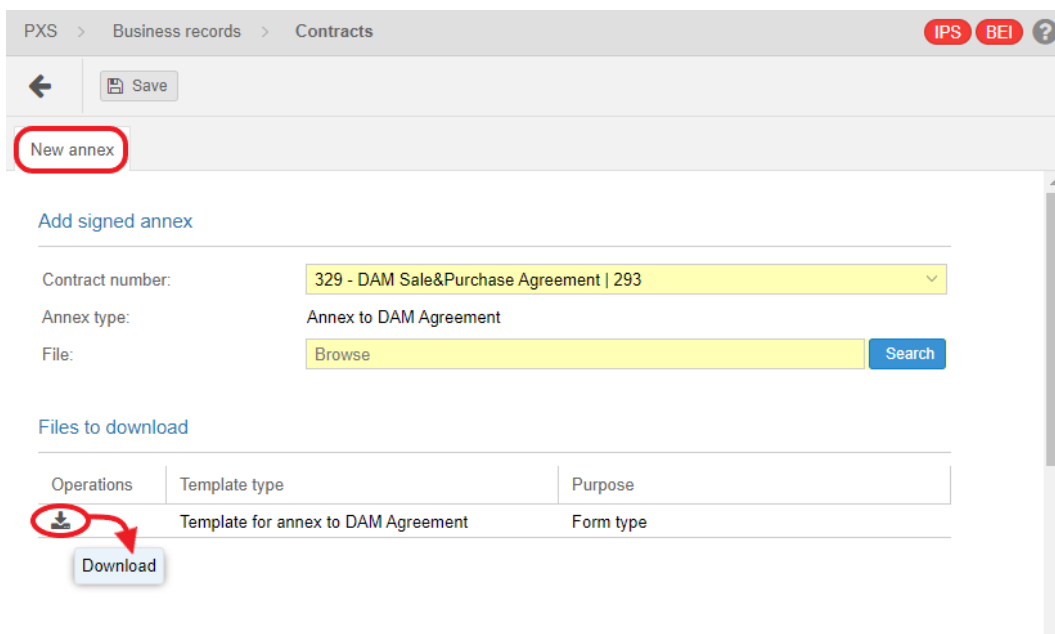 PXS > Business records > Contracts IPS BEI ?
Save
New annex
Add signed annex
Contract number: 329 - DAM Sale&Purchase Agreement | 293
Annex type: Annex to DAM Agreement
File: Browse Search
Files to download
Operations Template type Purpose
Template for annex to DAM Agreement Form type
Download